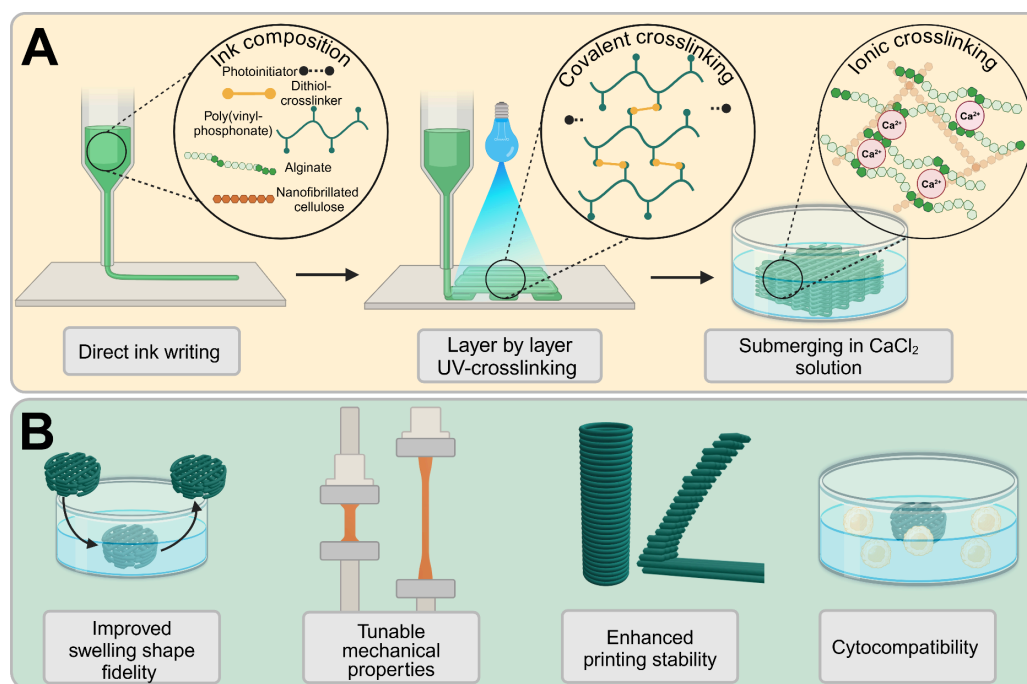 A
Ink composition
Photoinitiator
Dithiol-
crosslinker
Poly(vinyl-
phosphonate)
Alginate
Nanofibrillated
cellulose
Covalent crosslinking
Ionic crosslinking
Ca²⁺
Ca²⁺
Ca²⁺
Ca²⁺
Direct ink writing
Layer by layer
UV-crosslinking
Submerging in CaCl₂
solution
B
Improved
swelling shape
fidelity
Tunable
mechanical
properties
Enhanced
printing stability
Cytocompatibility